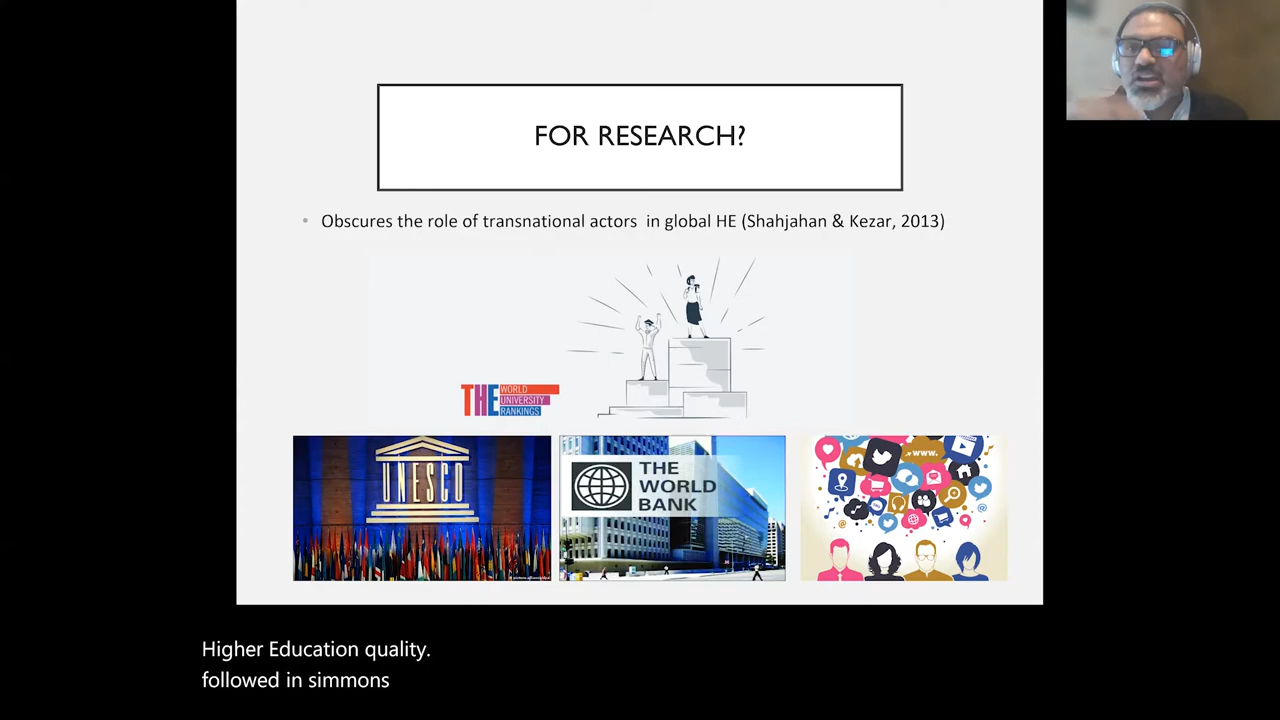 FOR RESEARCH?
• Obscures the role of transnational actors in global HE (Shahjahan & Kezar, 2013)
THE WORLD
UNIVERSITY
RANKINGS
UNESCO
THE
WORLD
BANK
www.
Higher Education quality.
followed in simmons